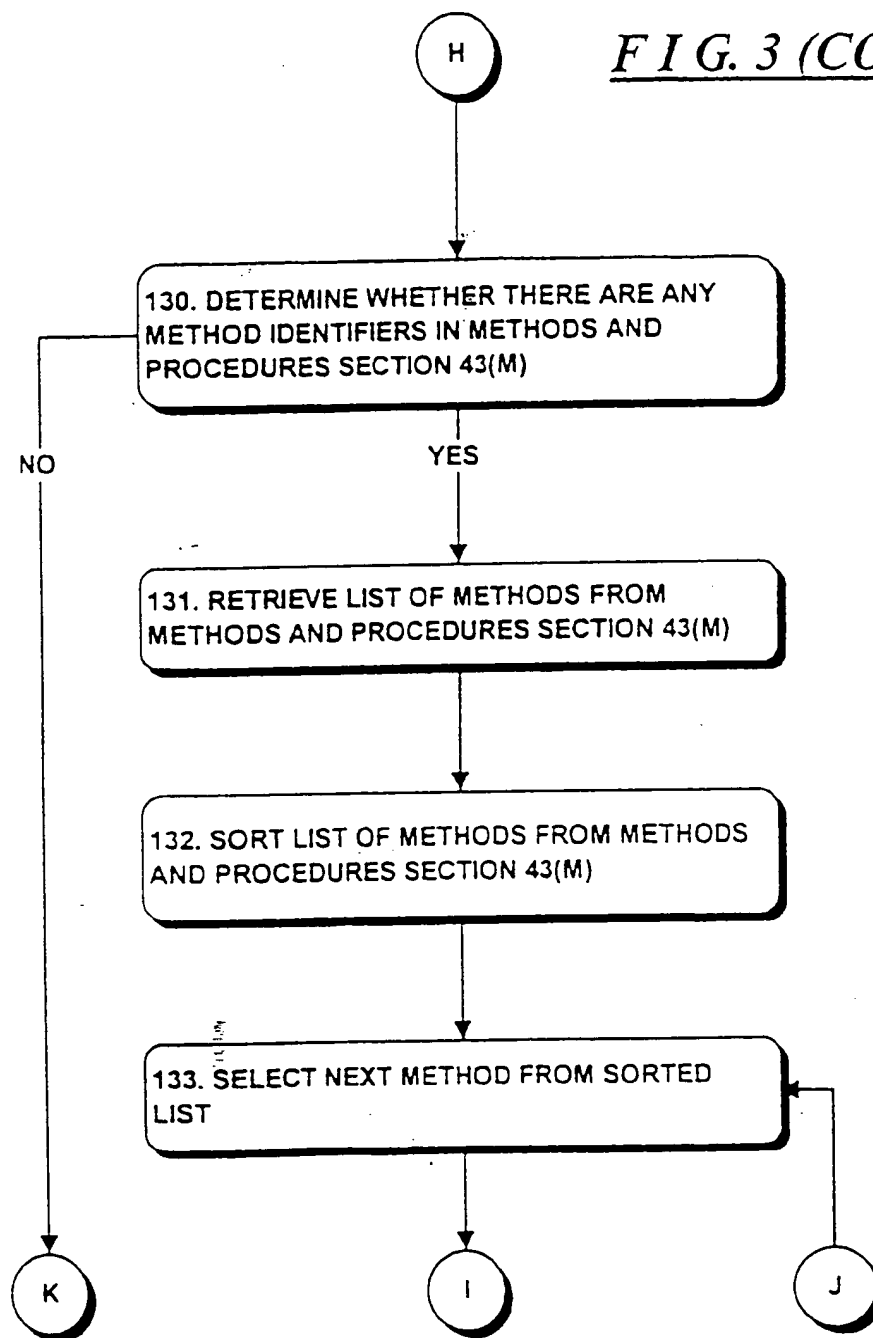 H
F I G. 3 (CO
130. DETERMINE WHETHER THERE ARE ANY
METHOD IDENTIFIERS IN METHODS AND
PROCEDURES SECTION 43(M)
NO
YES
131. RETRIEVE LIST OF METHODS FROM
METHODS AND PROCEDURES SECTION 43(M)
132. SORT LIST OF METHODS FROM METHODS
AND PROCEDURES SECTION 43(M)
133. SELECT NEXT METHOD FROM SORTED
LIST
K
I
J